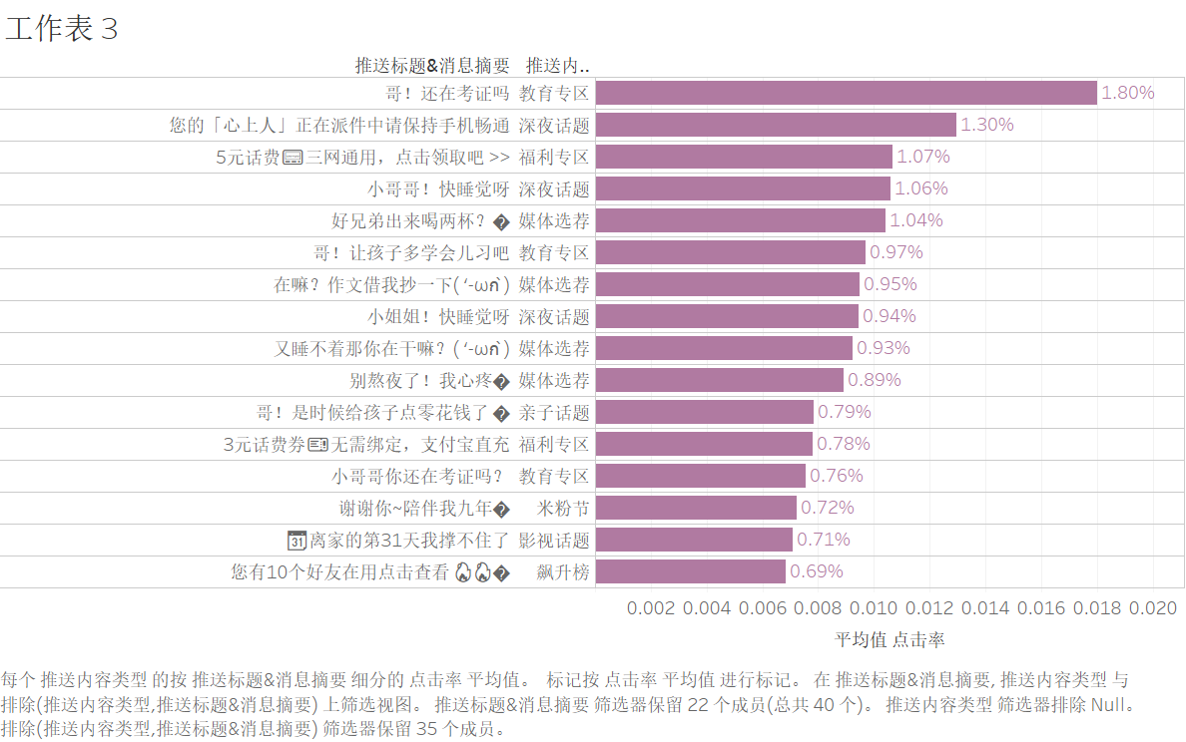 工作表 3
推送标题&消息摘要 推送内..
哥！还在考证吗 教育专区 1.80%
您的「心上人」正在派件中请保持手机畅通 深夜话题 1.30%
5元话费💳三网通用，点击领取吧 >> 福利专区 1.07%
小哥哥！快睡觉呀 深夜话题 1.06%
好兄弟出来喝两杯？� 媒体选荐 1.04%
哥！让孩子多学会儿习吧 教育专区 0.97%
在嘛？作文借我抄一下( ‘-ωก̀ ) 媒体选荐 0.95%
小姐姐！快睡觉呀 深夜话题 0.94%
又睡不着那你在干嘛？( ‘-ωก̀ ) 媒体选荐 0.93%
别熬夜了！我心疼� 媒体选荐 0.89%
哥！是时候给孩子点零花钱了 � 亲子话题 0.79%
3元话费券🎫无需绑定，支付宝直充 福利专区 0.78%
小哥哥你还在考证吗？ 教育专区 0.76%
谢谢你~陪伴我九年� 米粉节 0.72%
📅离家的第31天我撑不住了 影视话题 0.71%
您有10个好友在用点击查看 🔥🔥� 飙升榜 0.69%
0.002 0.004 0.006 0.008 0.010 0.012 0.014 0.016 0.018 0.020
平均值 点击率
每个 推送内容类型 的按 推送标题&消息摘要 细分的 点击率 平均值。 标记按 点击率 平均值 进行标记。 在 推送标题&消息摘要, 推送内容类型 与
排除(推送内容类型,推送标题&消息摘要) 上筛选视图。 推送标题&消息摘要 筛选器保留 22 个成员(总共 40 个)。 推送内容类型 筛选器排除 Null。
排除(推送内容类型,推送标题&消息摘要) 筛选器保留 35 个成员。